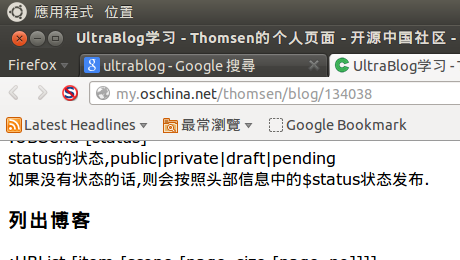 應用程式 位置
UltraBlog学习 - Thomsen的个人页面 - 开源中国社区 -
Firefox
ultrablog - Google 搜尋
UltraBlog学习 - T
my.oschina.net/thomsen/blog/134038
Latest Headlines 最常瀏覽 Google Bookmark
status的状态,public|private|draft|pending
如果没有状态的话,则会按照头部信息中的$status状态发布.
列出博客